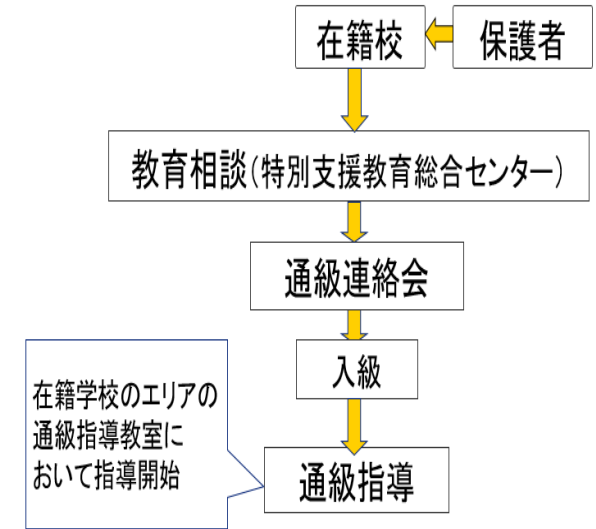 在籍校
保護者
教育相談(特別支援教育総合センター)
通級連絡会
入級
在籍学校のエリアの
通級指導教室に
おいて指導開始
通級指導